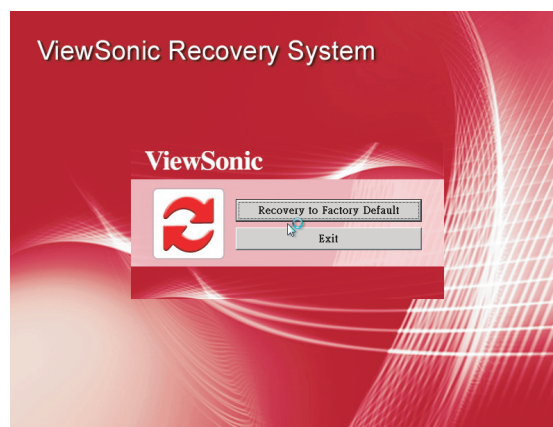 ViewSonic Recovery System
ViewSonic
Recovery to Factory Default
Exit